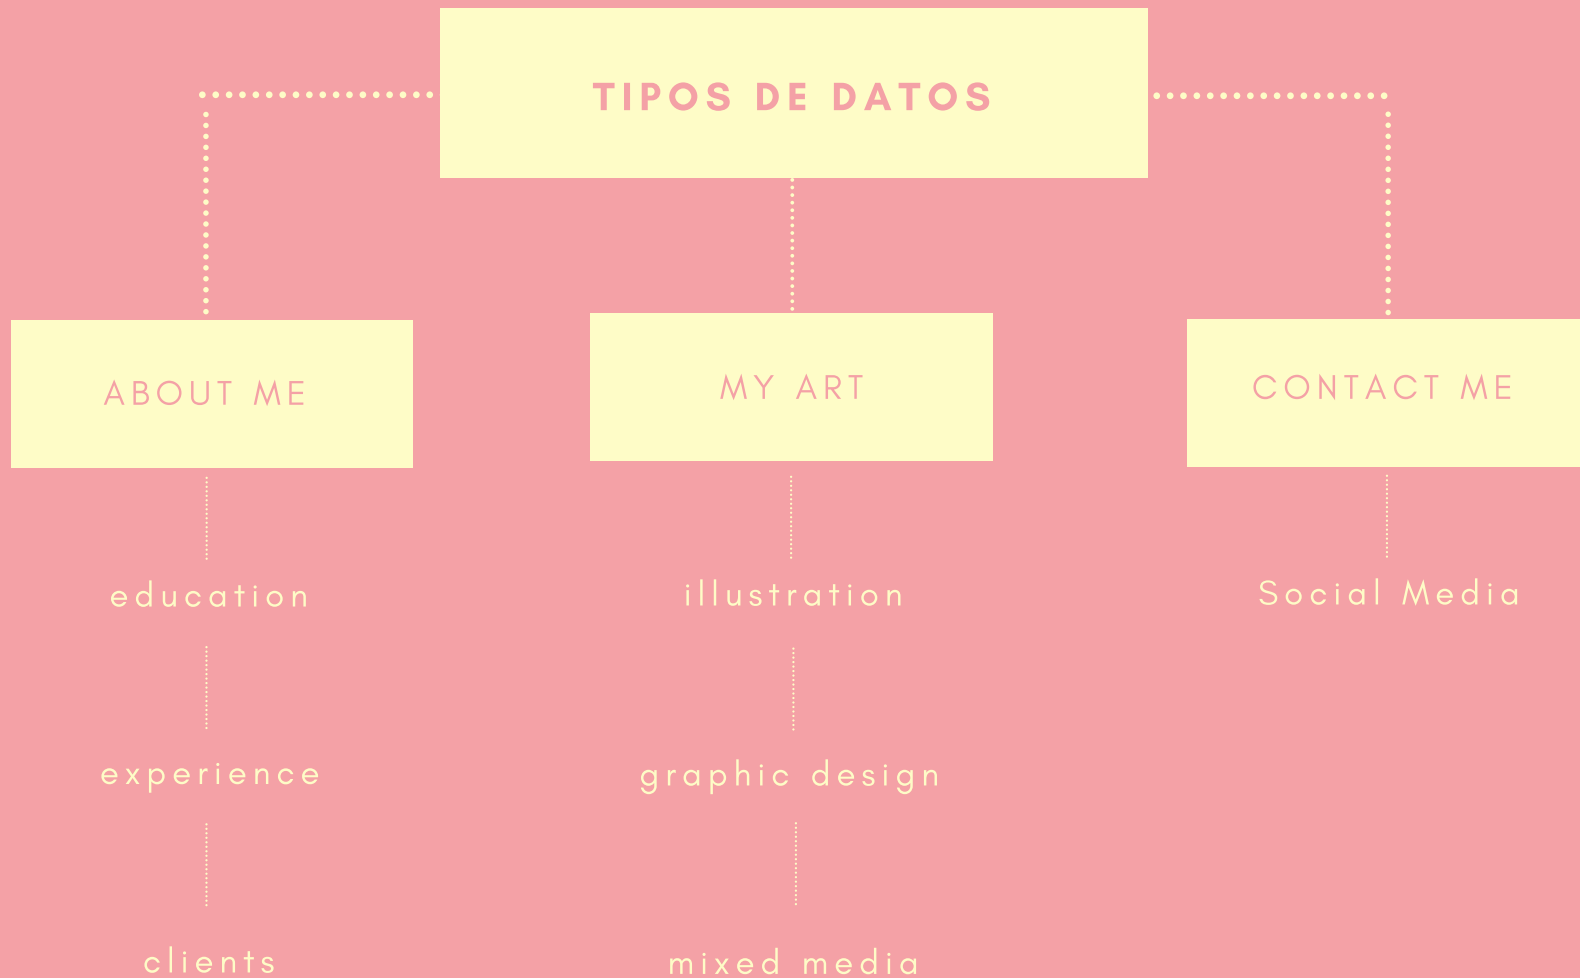 TIPOS DE DATOS
ABOUT ME
MY ART
CONTACT ME
education
illustration
Social Media
experience
graphic design
clients
mixed media